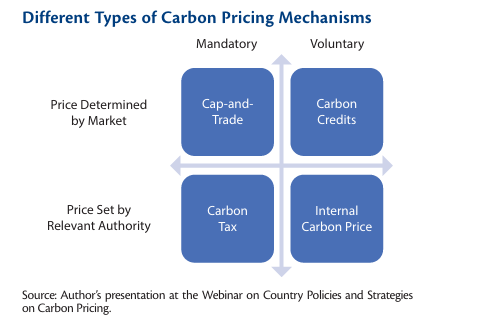 Different Types of Carbon Pricing Mechanisms
Mandatory Voluntary
Price Determined
by Market
Cap-and-
Trade
Carbon
Credits
Price Set by
Relevant Authority
Carbon
Tax
Internal
Carbon Price
Source: Author's presentation at the Webinar on Country Policies and Strategies
on Carbon Pricing.